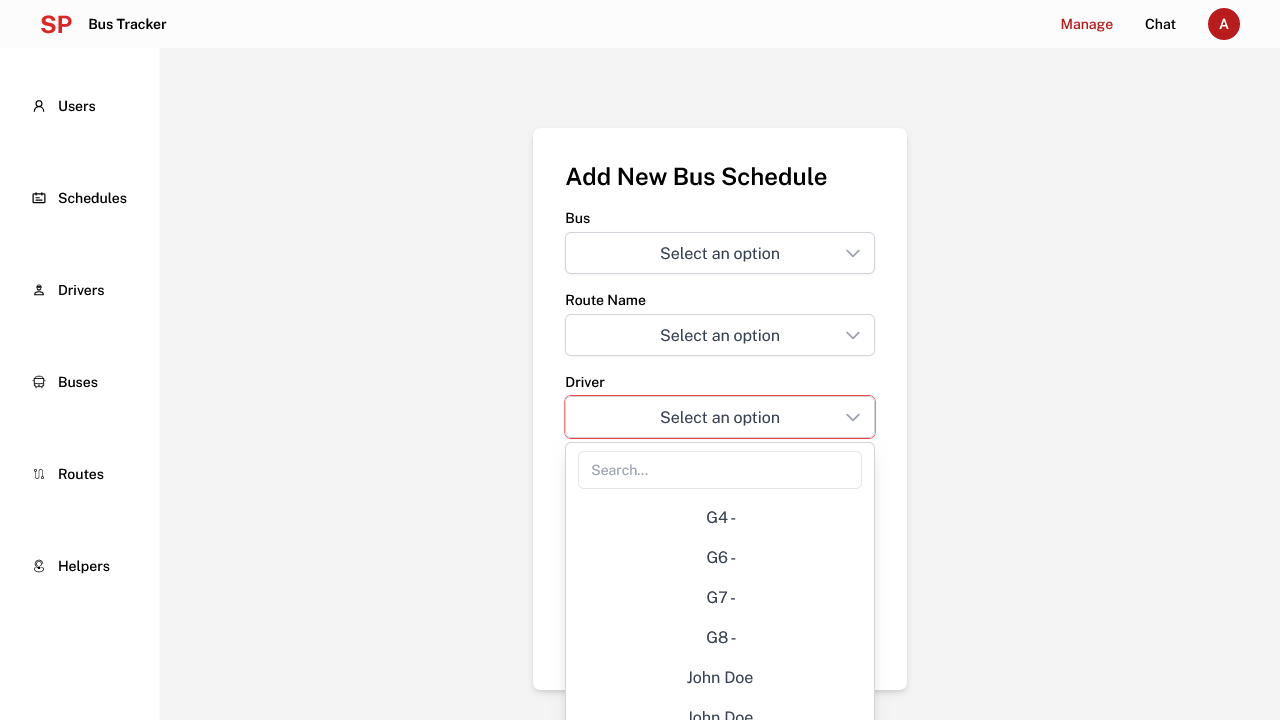 SP Bus Tracker Manage Chat A
Users
Schedules
Drivers
Buses
Routes
Helpers
Add New Bus Schedule
Bus
Select an option
Route Name
Select an option
Driver
Select an option
Search...
G4 -
G6 -
G7 -
G8 -
John Doe
John Doe